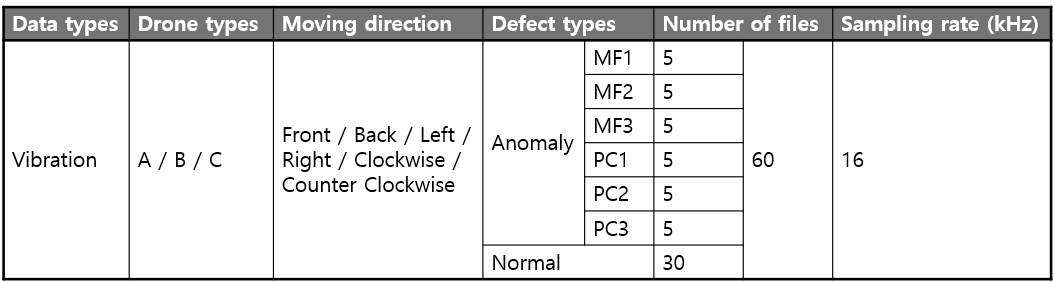 Data types Drone types Moving direction Defect types Number of files Sampling rate (kHz)
MF1 5
MF2 5
MF3 5
Front / Back / Left /
Anomaly
Vibration A / B / C Right / Clockwise / PC1 5 60 16
Counter Clockwise
PC2 5
PC3 5
Normal 30